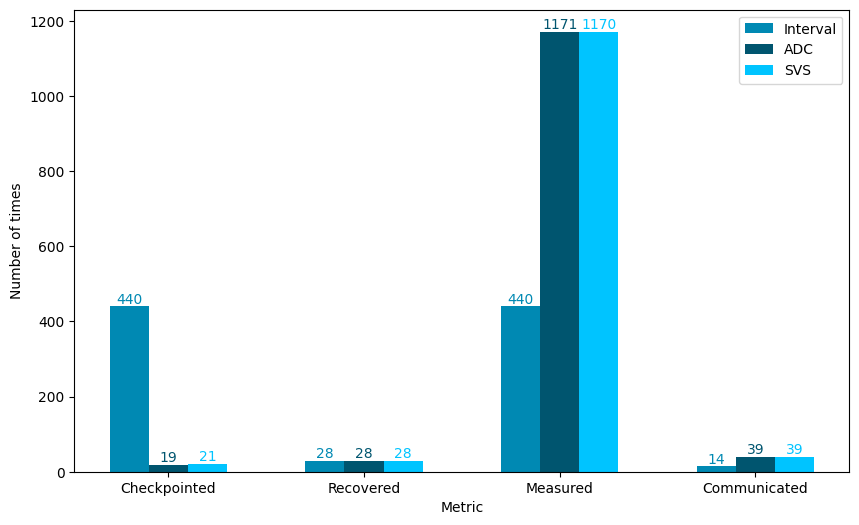 1200
1000
800
600
400
200
0
Number of times
440
19
21
28
28
28
440
1171
1170
14
39
39
Interval
ADC
SVS
Checkpointed
Recovered
Measured
Communicated
Metric